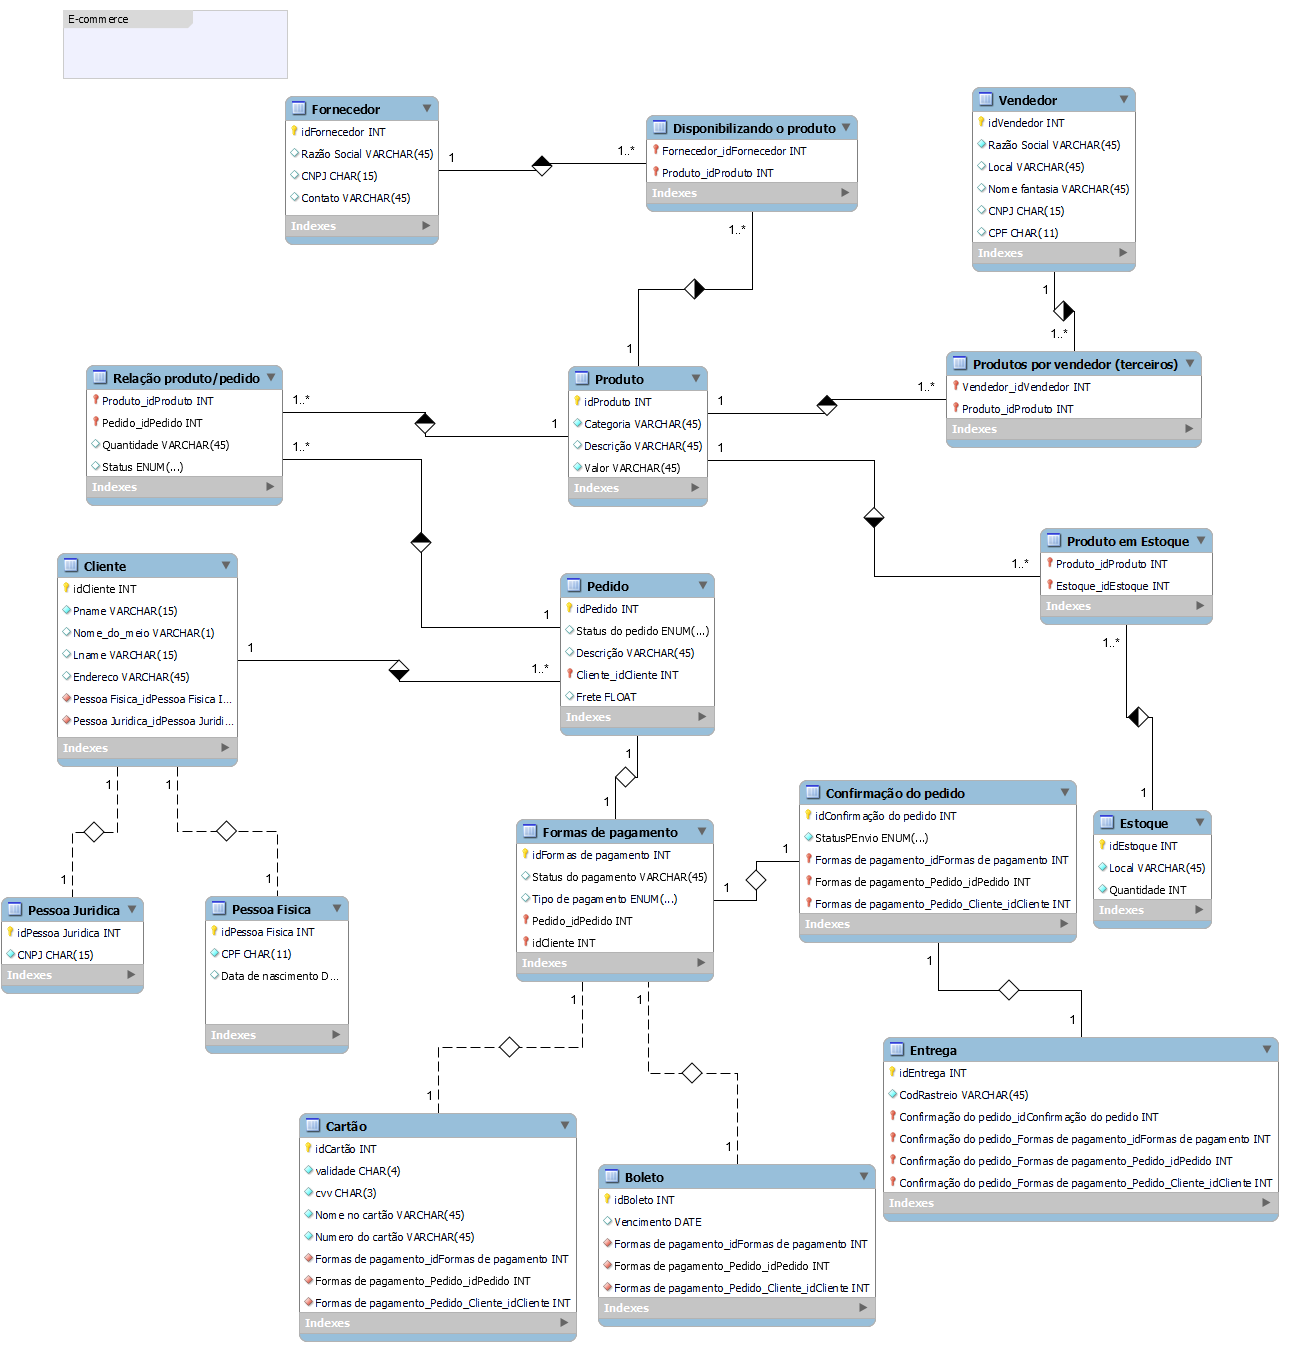 E-commerce
Fornecedor
idFornecedor INT
Razão Social VARCHAR(45)
CNPJ CHAR(15)
Contato VARCHAR(45)
Indexes
1
1..*
Disponibilizando o produto
Fornecedor_idFornecedor INT
Produto_idProduto INT
Indexes
1..*
1
Vendedor
idVendedor INT
Razão Social VARCHAR(45)
Local VARCHAR(45)
Nome fantasia VARCHAR(45)
CNPJ CHAR(15)
CPF CHAR(11)
Indexes
1
1..*
Relação produto/pedido
Produto_idProduto INT
Pedido_idPedido INT
Quantidade VARCHAR(45)
Status ENUM(...)
Indexes
1..*
1..*
1
Produto
idProduto INT
Categoria VARCHAR(45)
Descrição VARCHAR(45)
Valor VARCHAR(45)
Indexes
1
1
1..*
Produtos por vendedor (terceiros)
Vendedor_idVendedor INT
Produto_idProduto INT
Indexes
1..*
Produto em Estoque
Produto_idProduto INT
Estoque_idEstoque INT
Indexes
1..*
1
Cliente
idCliente INT
Pname VARCHAR(15)
Nome_do_meio VARCHAR(1)
Lname VARCHAR(15)
Endereco VARCHAR(45)
Pessoa Fisica_idPessoa Fisica I...
Pessoa Juridica_idPessoa Juridi...
Indexes
1
1
1
1..*
Pedido
idPedido INT
Status do pedido ENUM(...)
Descrição VARCHAR(45)
Cliente_idCliente INT
Frete FLOAT
Indexes
1
1
1
Formas de pagamento
idFormas de pagamento INT
Status do pagamento VARCHAR(45)
Tipo de pagamento ENUM(...)
Pedido_idPedido INT
idCliente INT
Indexes
1
1
Confirmação do pedido
idConfirmação do pedido INT
StatusPEnvio ENUM(...)
Formas de pagamento_idFormas de pagamento INT
Formas de pagamento_Pedido_idPedido INT
Formas de pagamento_Pedido_Cliente_idCliente INT
Indexes
Estoque
idEstoque INT
Local VARCHAR(45)
Quantidade INT
Indexes
1
1
Pessoa Juridica
idPessoa Juridica INT
CNPJ CHAR(15)
Indexes
Pessoa Fisica
idPessoa Fisica INT
CPF CHAR(11)
Data de nascimento D...
Indexes
1
1
1
1
1
1
Cartão
idCartão INT
validade CHAR(4)
cvv CHAR(3)
Nome no cartão VARCHAR(45)
Numero do cartão VARCHAR(45)
Formas de pagamento_idFormas de pagamento INT
Formas de pagamento_Pedido_idPedido INT
Formas de pagamento_Pedido_Cliente_idCliente INT
Indexes
Boleto
idBoleto INT
Vencimento DATE
Formas de pagamento_idFormas de pagamento INT
Formas de pagamento_Pedido_idPedido INT
Formas de pagamento_Pedido_Cliente_idCliente INT
Indexes
Entrega
idEntrega INT
CodRastreio VARCHAR(45)
Confirmação do pedido_idConfirmação do pedido INT
Confirmação do pedido_Formas de pagamento_idFormas de pagamento INT
Confirmação do pedido_Formas de pagamento_Pedido_idPedido INT
Confirmação do pedido_Formas de pagamento_Pedido_Cliente_idCliente INT
Indexes